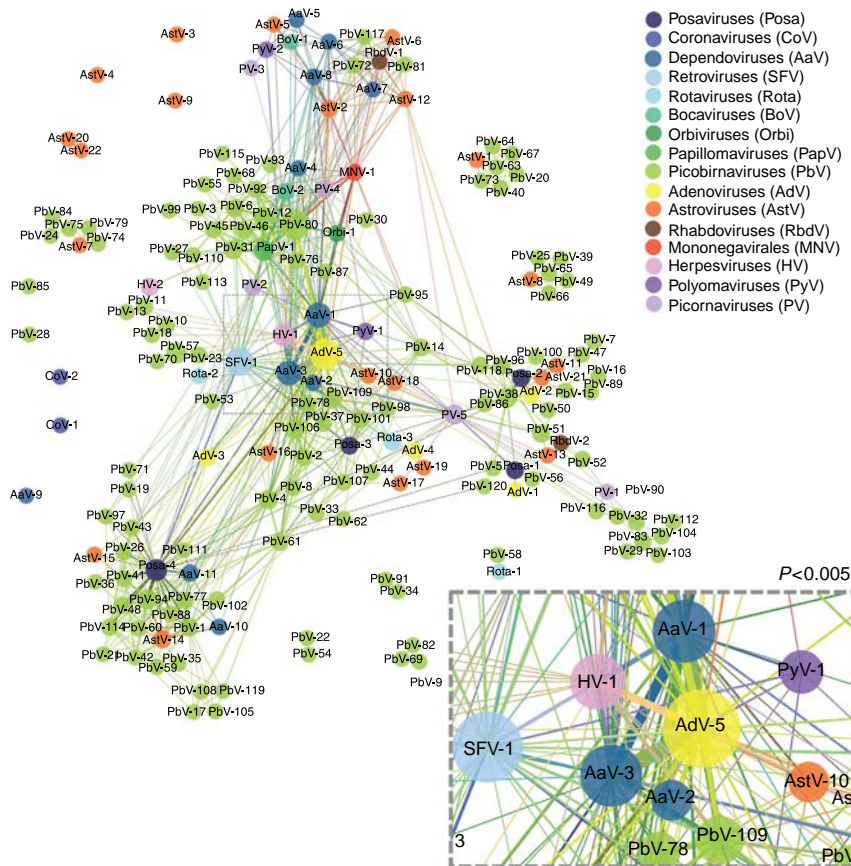 AaV-5
AstV-5
PbV-117
AstV-3
BoV-1
AaV-6
AstV-6
PyV-2
RbdV-1
PV-3
PbV-72
PbV-81
AaV-8
AstV-4
AaV-7
AstV-9
AstV-2
AstV-12
AstV-20
AstV-22
PbV-115
PbV-93
AaV-4
MNV-1
PbV-68
PbV-55
PbV-92
BoV-2
PV-4
PbV-64
AstV-1
PbV-67
PbV-63
PbV-73
PbV-20
PbV-40
PbV-84
PbV-75
PbV-79
PbV-24
PbV-74
AstV-7
PbV-99
PbV-3
PbV-6
PbV-12
PbV-45
PbV-46
PbV-80
PbV-30
Orbi-1
PbV-27
PbV-31
PapV-1
PbV-110
PbV-76
PbV-87
PbV-25
PbV-39
PbV-65
AstV-8
PbV-49
PbV-66
PbV-85
HV-2
PbV-113
PV-2
PbV-11
PbV-13
PbV-95
PbV-10
PbV-18
AaV-1
PbV-28
HV-1
PyV-1
PbV-57
PbV-70
PbV-23
SFV-1
AdV-5
PbV-14
Rota-2
AaV-3
AaV-2
AstV-10
AstV-18
CoV-2
PbV-53
PbV-109
PbV-78
PbV-98
PbV-37
PbV-101
PbV-106
PV-5
CoV-1
PbV-7
PbV-100
PbV-47
PbV-96
AstV-11
PbV-118
Posa-2
AstV-21
PbV-16
PbV-89
PbV-38
AdV-2
PbV-15
PbV-86
PbV-50
PbV-51
RbdV-2
AstV-13
PbV-52
PbV-5
Posa-1
PbV-56
PbV-120
AdV-1
PV-1
PbV-90
PbV-116
PbV-32
PbV-112
PbV-83
PbV-104
PbV-29
PbV-103
Posa-3
Rota-3
AdV-4
AdV-3
AstV-16
PbV-2
PbV-44
AstV-19
PbV-71
PbV-8
PbV-107
AstV-17
PbV-19
PbV-4
AaV-9
PbV-33
PbV-97
PbV-62
PbV-43
PbV-61
PbV-26
PbV-111
AstV-15
Posa-4
PbV-41
AaV-11
PbV-36
PbV-94
PbV-77
PbV-102
PbV-48
PbV-88
PbV-114
PbV-60
PbV-1
AaV-10
AstV-14
PbV-21
PbV-42
PbV-35
PbV-59
PbV-108
PbV-119
PbV-17
PbV-105
PbV-58
Rota-1
PbV-91
PbV-34
PbV-22
PbV-54
PbV-82
PbV-69
PbV-9
Posaviruses (Posa)
Coronaviruses (CoV)
Dependoviruses (AaV)
Retroviruses (SFV)
Rotaviruses (Rota)
Bocaviruses (BoV)
Orbiviruses (Orbi)
Papillomaviruses (PapV)
Picobirnaviruses (PbV)
Adenoviruses (AdV)
Astroviruses (AstV)
Rhabdoviruses (RbdV)
Mononegavirales (MNV)
Herpesviruses (HV)
Polyomaviruses (PyV)
Picornaviruses (PV)
P<0.005
AaV-1
HV-1
PyV-1
AdV-5
SFV-1
AaV-3
AstV-10
AaV-2
As
PbV-109
3
PbV-78
PbV